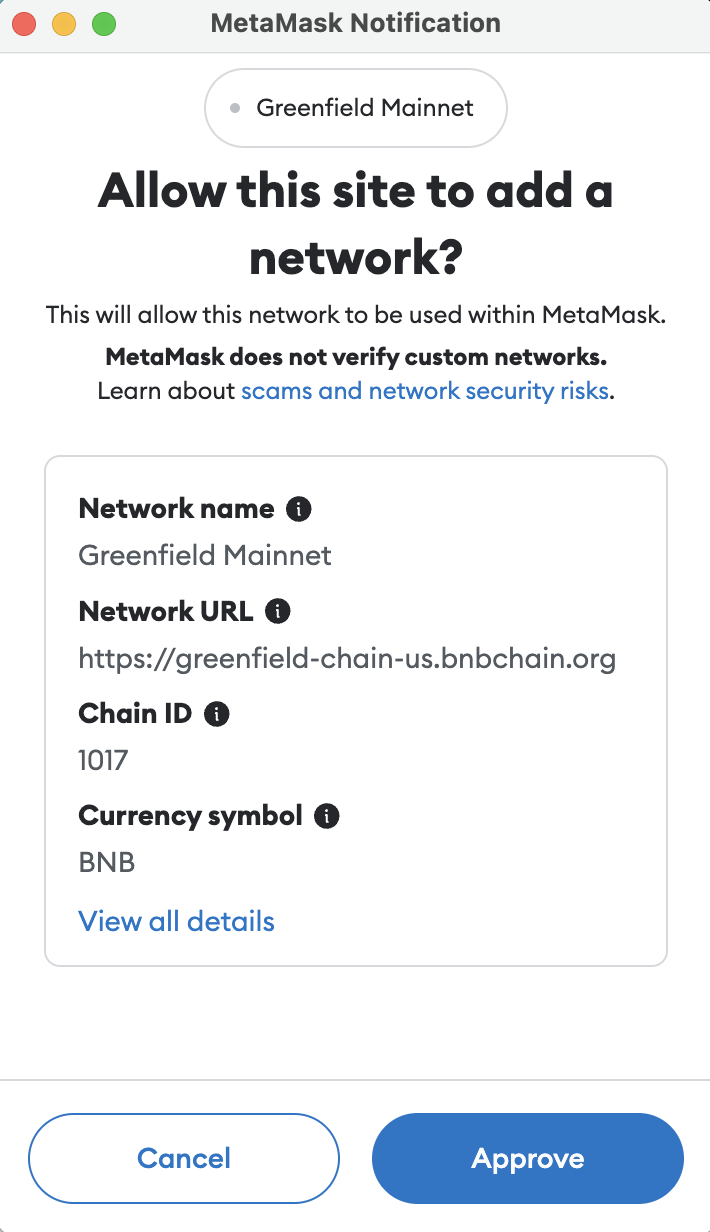 MetaMask Notification
Greenfield Mainnet
Allow this site to add a
network?
This will allow this network to be used within MetaMask.
MetaMask does not verify custom networks.
Learn about scams and network security risks.
Network name
Greenfield Mainnet
Network URL
https://greenfield-chain-us.bnbchain.org
Chain ID
1017
Currency symbol
BNB
View all details
Cancel
Approve